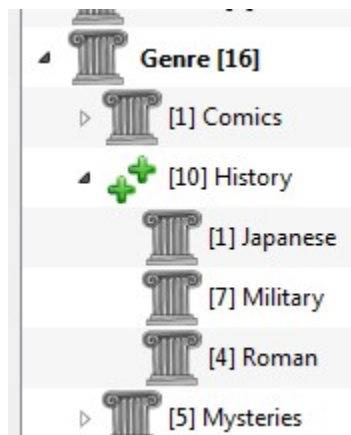 Genre [16]
[1] Comics
[10] History
[1] Japanese
[7] Military
[4] Roman
[5] Mysteries